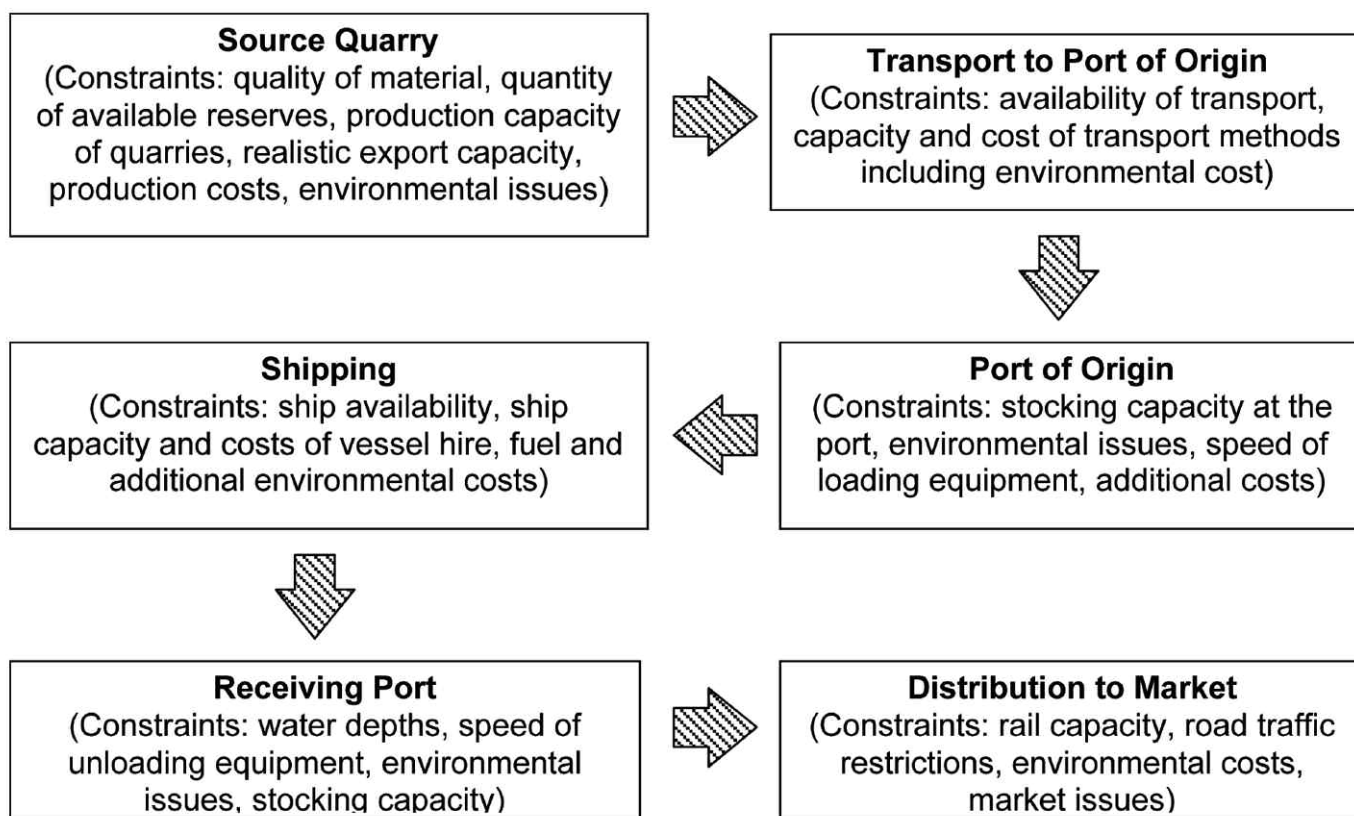 Source Quarry
(Constraints: quality of material, quantity
of available reserves, production capacity
of quarries, realistic export capacity,
production costs, environmental issues)
Transport to Port of Origin
(Constraints: availability of transport,
capacity and cost of transport methods
including environmental cost)
Port of Origin
(Constraints: stocking capacity at the
port, environmental issues, speed of
loading equipment, additional costs)
Shipping
(Constraints: ship availability, ship
capacity and costs of vessel hire, fuel and
additional environmental costs)
Receiving Port
(Constraints: water depths, speed of
unloading equipment, environmental
issues, stocking capacity)
Distribution to Market
(Constraints: rail capacity, road traffic
restrictions, environmental costs,
market issues)